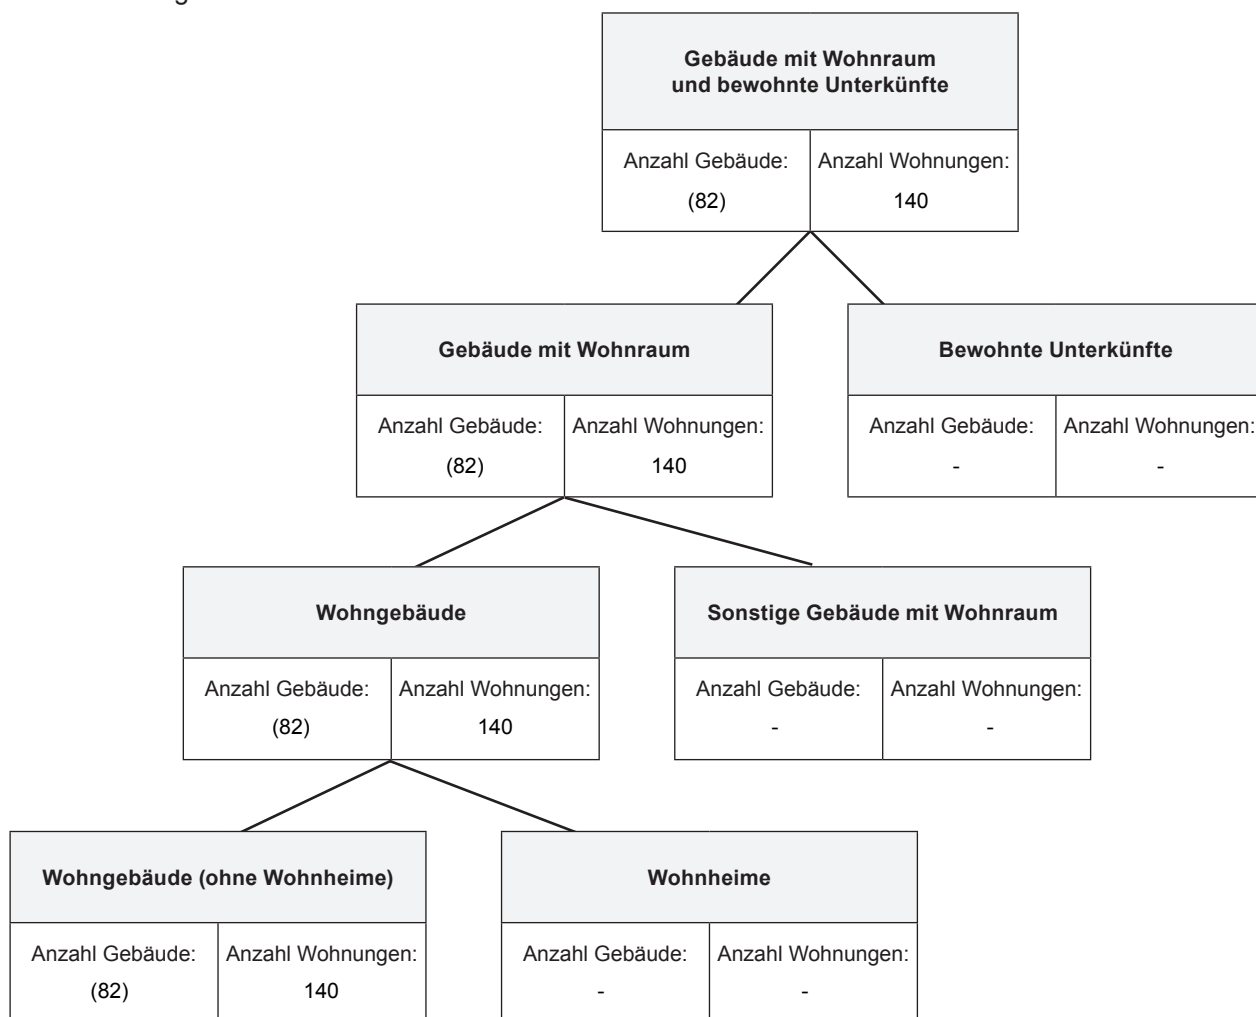 Gebäude mit Wohnraum
und bewohnte Unterkünfte
Anzahl Gebäude: Anzahl Wohnungen:
(82) 140
Gebäude mit Wohnraum
Anzahl Gebäude: Anzahl Wohnungen:
(82) 140
Bewohnte Unterkünfte
Anzahl Gebäude: Anzahl Wohnungen:
- -
Wohngebäude
Anzahl Gebäude: Anzahl Wohnungen:
(82) 140
Sonstige Gebäude mit Wohnraum
Anzahl Gebäude: Anzahl Wohnungen:
- -
Wohngebäude (ohne Wohnheime)
Anzahl Gebäude: Anzahl Wohnungen:
(82) 140
Wohnheime
Anzahl Gebäude: Anzahl Wohnungen:
- -